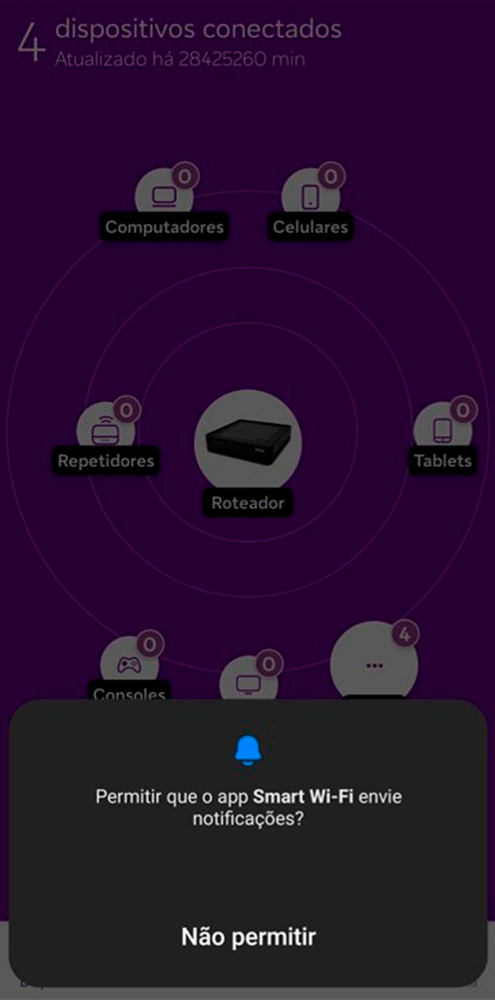 4 dispositivos conectados
Atualizado há 28425260 min
0
0
Computadores
Celulares
0
0
Repetidores
Tablets
Roteador
0
0
4
Consoles
Permitir que o app Smart Wi-Fi envie
notificações?
Não permitir